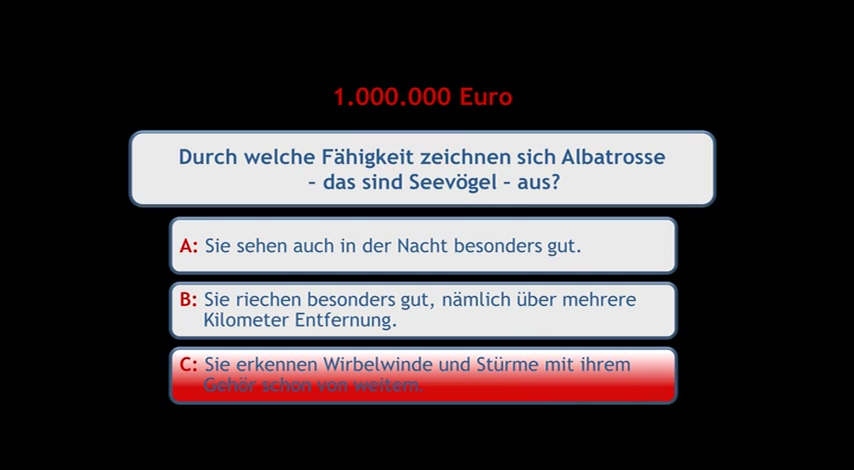 1.000.000 Euro
Durch welche Fähigkeit zeichnen sich Albatrosse
– das sind Seevögel – aus?
A: Sie sehen auch in der Nacht besonders gut.
B: Sie riechen besonders gut, nämlich über mehrere
Kilometer Entfernung.
C: Sie erkennen Wirbelwinde und Stürme mit ihrem
Gehör schon von weitem.